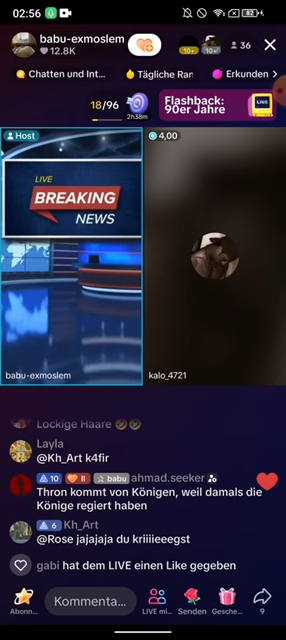 02:56
82
babu-exmoslem
12.8K
10+
10+
36
Chatten und Int...
Tägliche Ran
Erkunden
18/96
2h38m
Flashback:
90er Jahre
LIVE
Host
4,00
LIVE
BREAKING
NEWS
babu-exmoslem
kalo_4721
Lockige Haare 🤣🤣
Layla
@Kh_Art k4fir
10 II babu ahmad.seeker
Thron kommt von Königen, weil damals die
Könige regiert haben
6 Kh_Art
@Rose jajajaja du kriiieeegst
gabi hat dem LIVE einen Like gegeben
Abonn...
Kommenta...
LIVE mi...
Senden
Gesche...
9